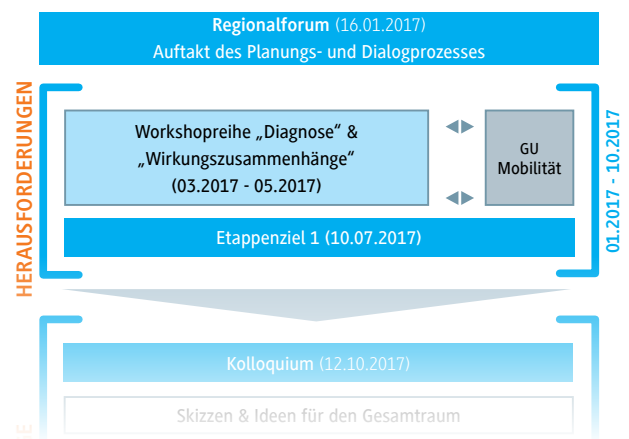 Regionalforum (16.01.2017)
Auftakt des Planungs- und Dialogprozesses
HERAUSFORDERUNGEN
Workshopreihe „Diagnose“ &
„Wirkungszusammenhänge“
(03.2017 - 05.2017)
GU
Mobilität
01.2017 - 10.2017
Etappenziel 1 (10.07.2017)
Kolloquium (12.10.2017)
Skizzen & Ideen für den Gesamtraum